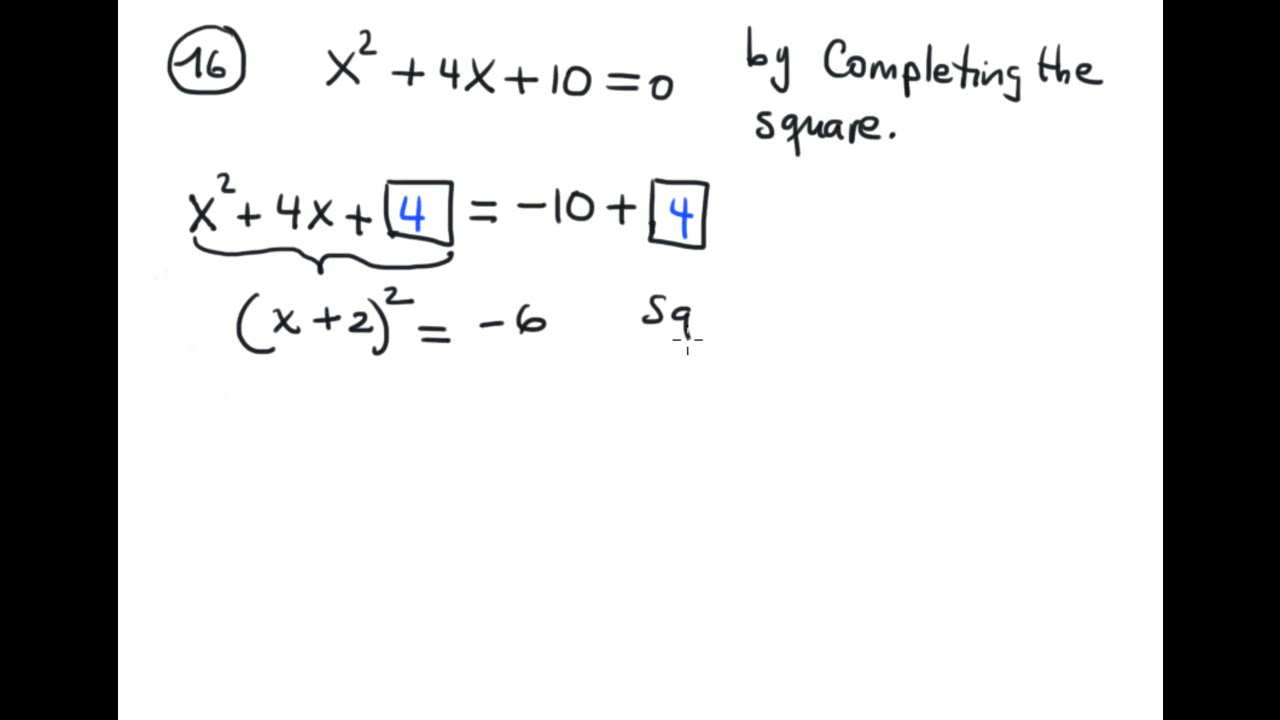 16 x² + 4x + 10 = 0 by Completing the
square.
x² + 4x + 4 = -10 + 4
(x + 2)² = -6 sq